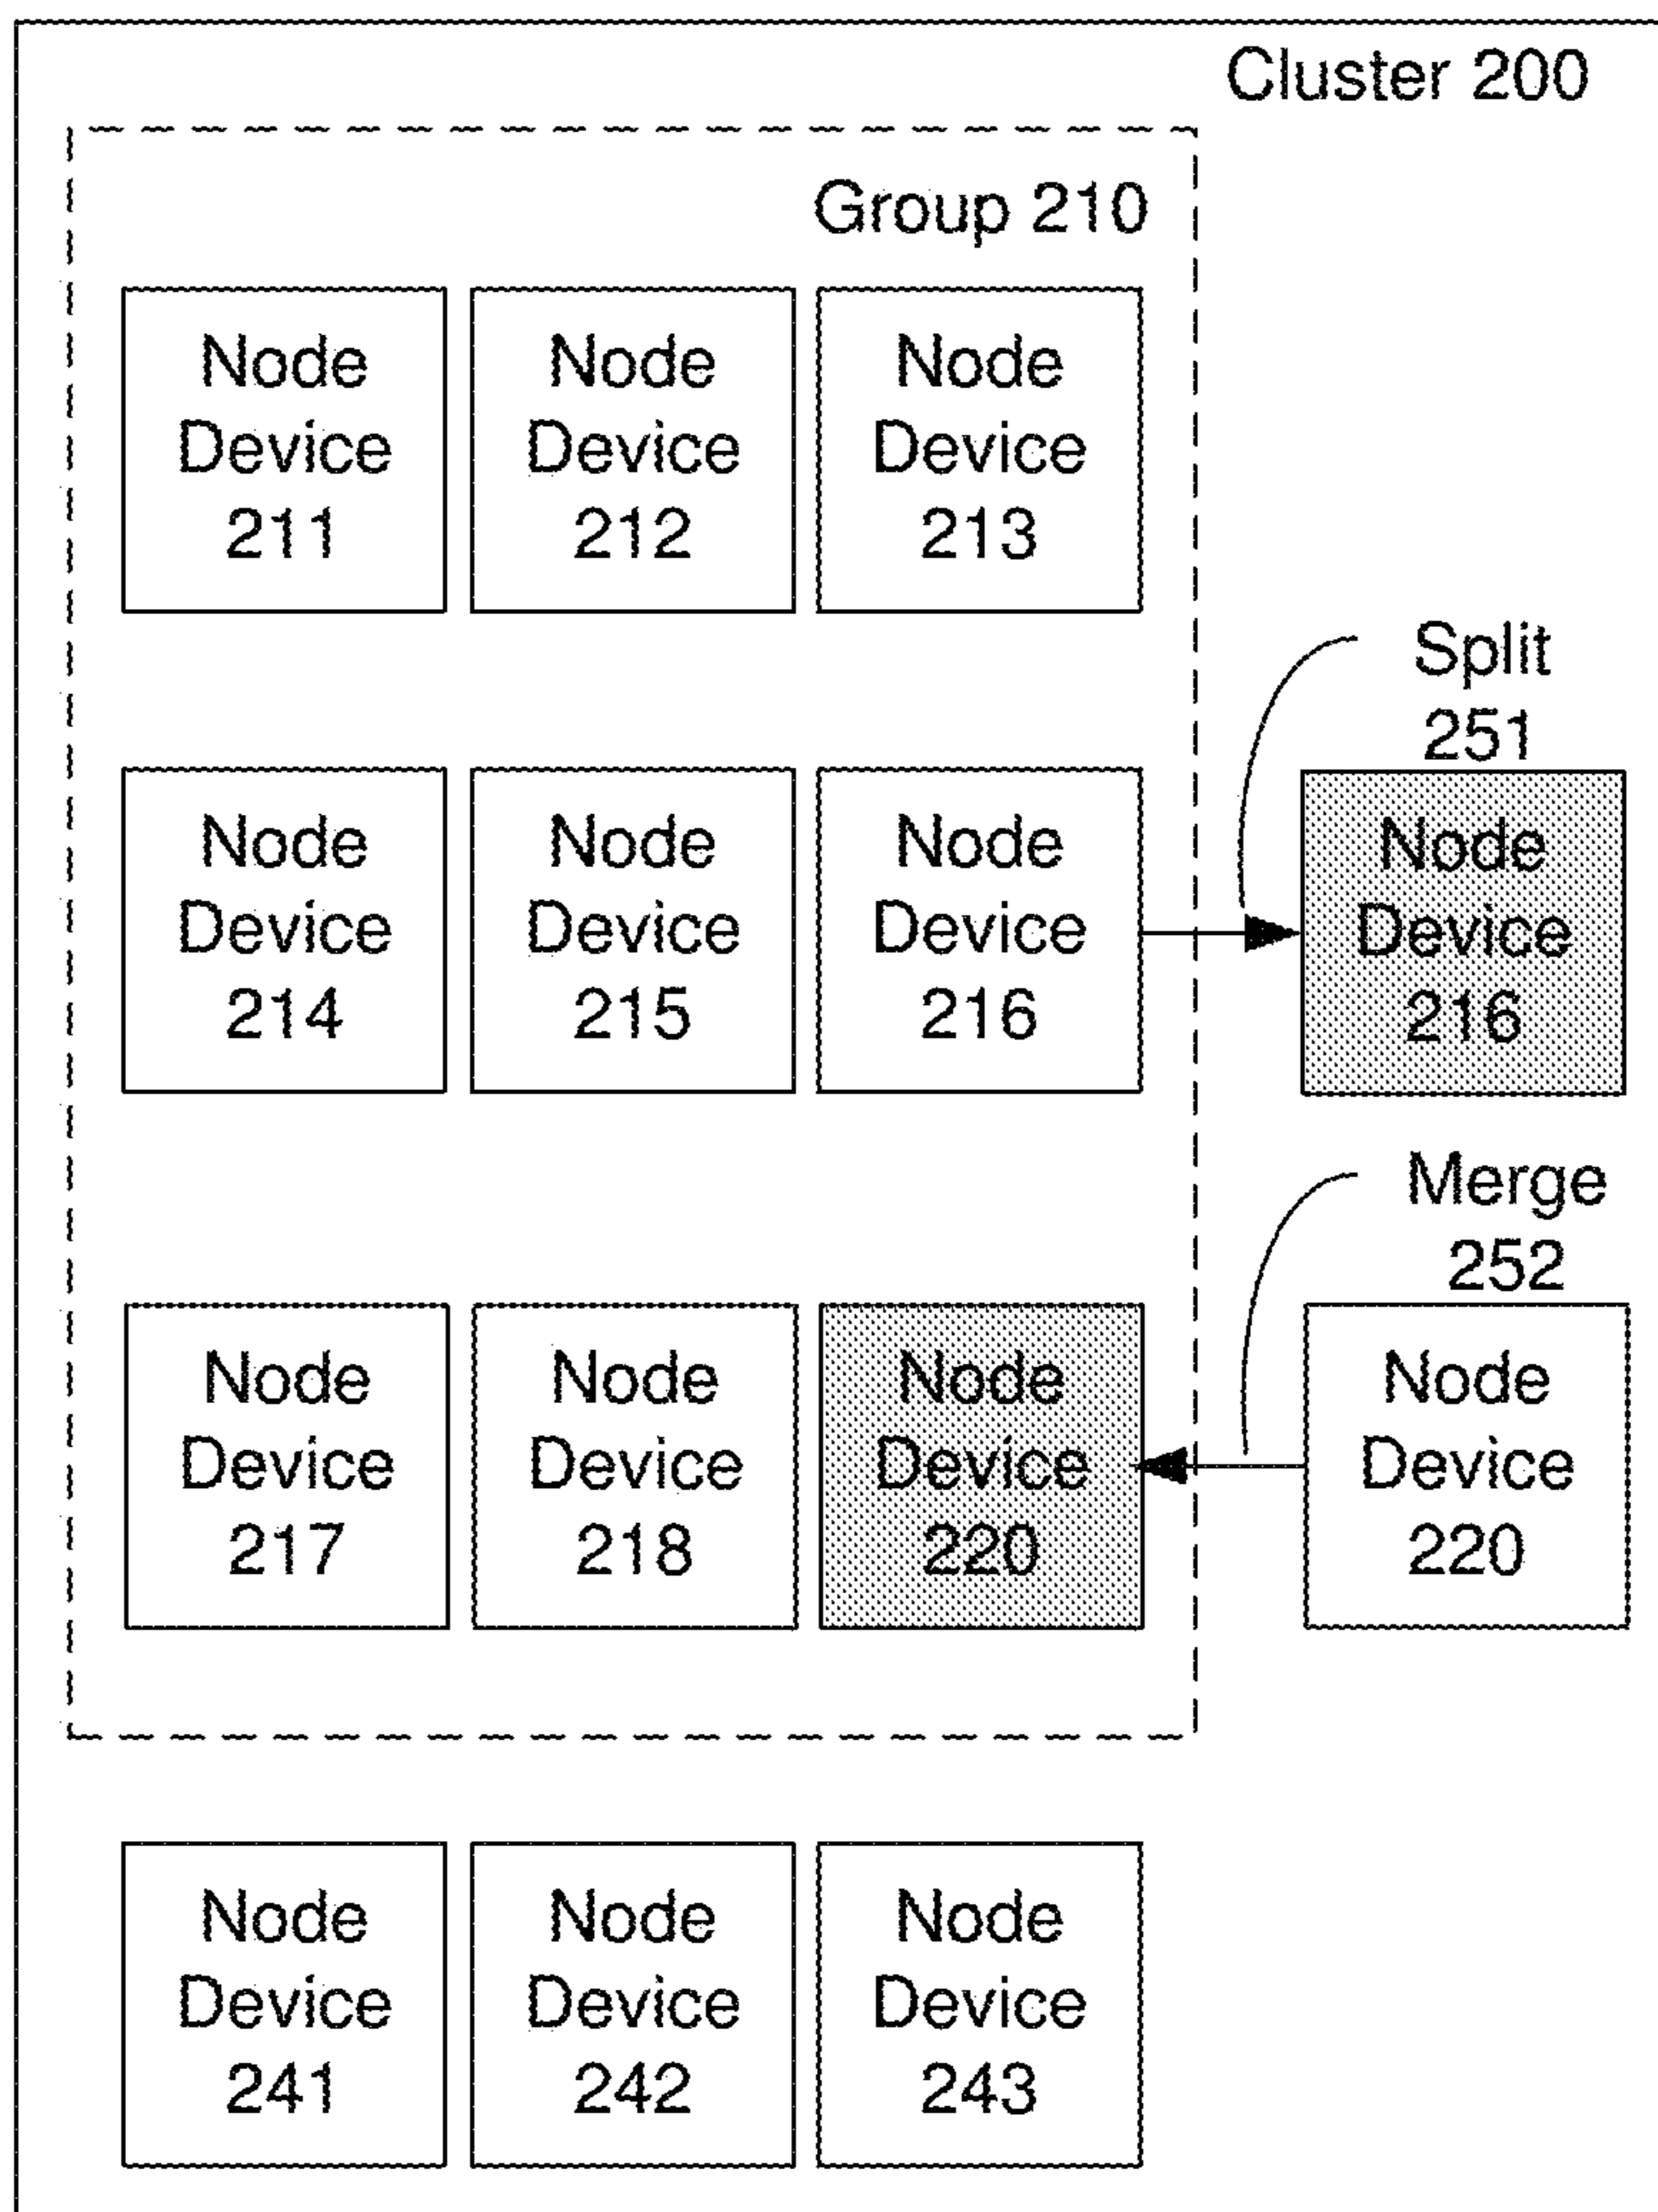 Cluster 200
Group 210
Node
Device
211
Node
Device
212
Node
Device
213
Split
251
Node
Device
214
Node
Device
215
Node
Device
216
Node
Device
216
Merge
252
Node
Device
217
Node
Device
218
Node
Device
220
Node
Device
220
Node
Device
241
Node
Device
242
Node
Device
243